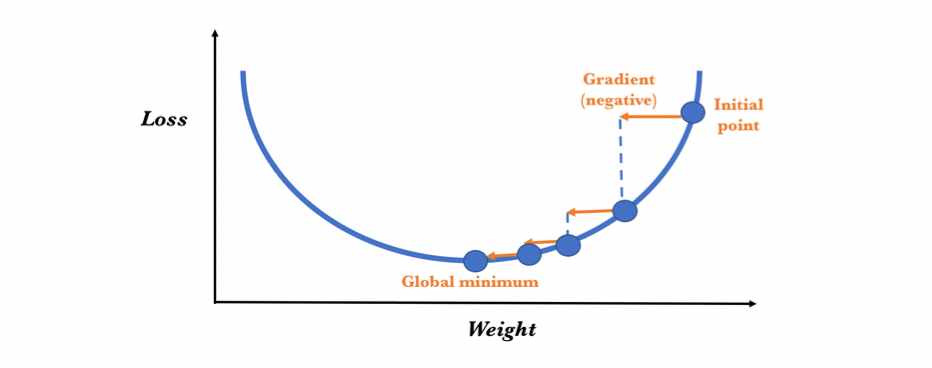 Gradient
(negative)
Initial
point
Loss
Global minimum
Weight